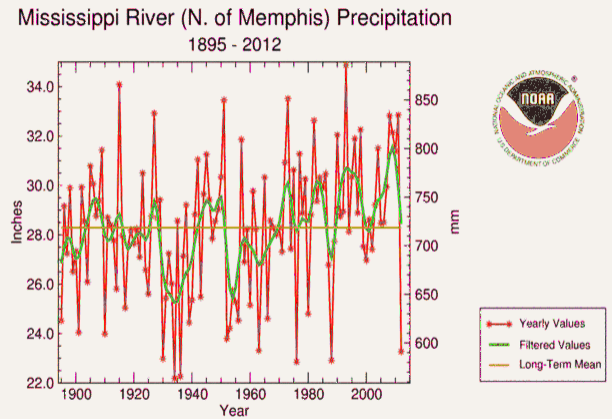 Mississippi River (N. of Memphis) Precipitation
1895 - 2012
34.0
32.0
30.0
28.0
26.0
24.0
22.0
Inches
850
800
750
700
650
600
mm
1900
1920
1940
1960
1980
2000
Year
NATIONAL OCEANIC AND ATMOSPHERIC ADMINISTRATION
NOAA
U.S. DEPARTMENT OF COMMERCE
®
Yearly Values
Filtered Values
Long-Term Mean